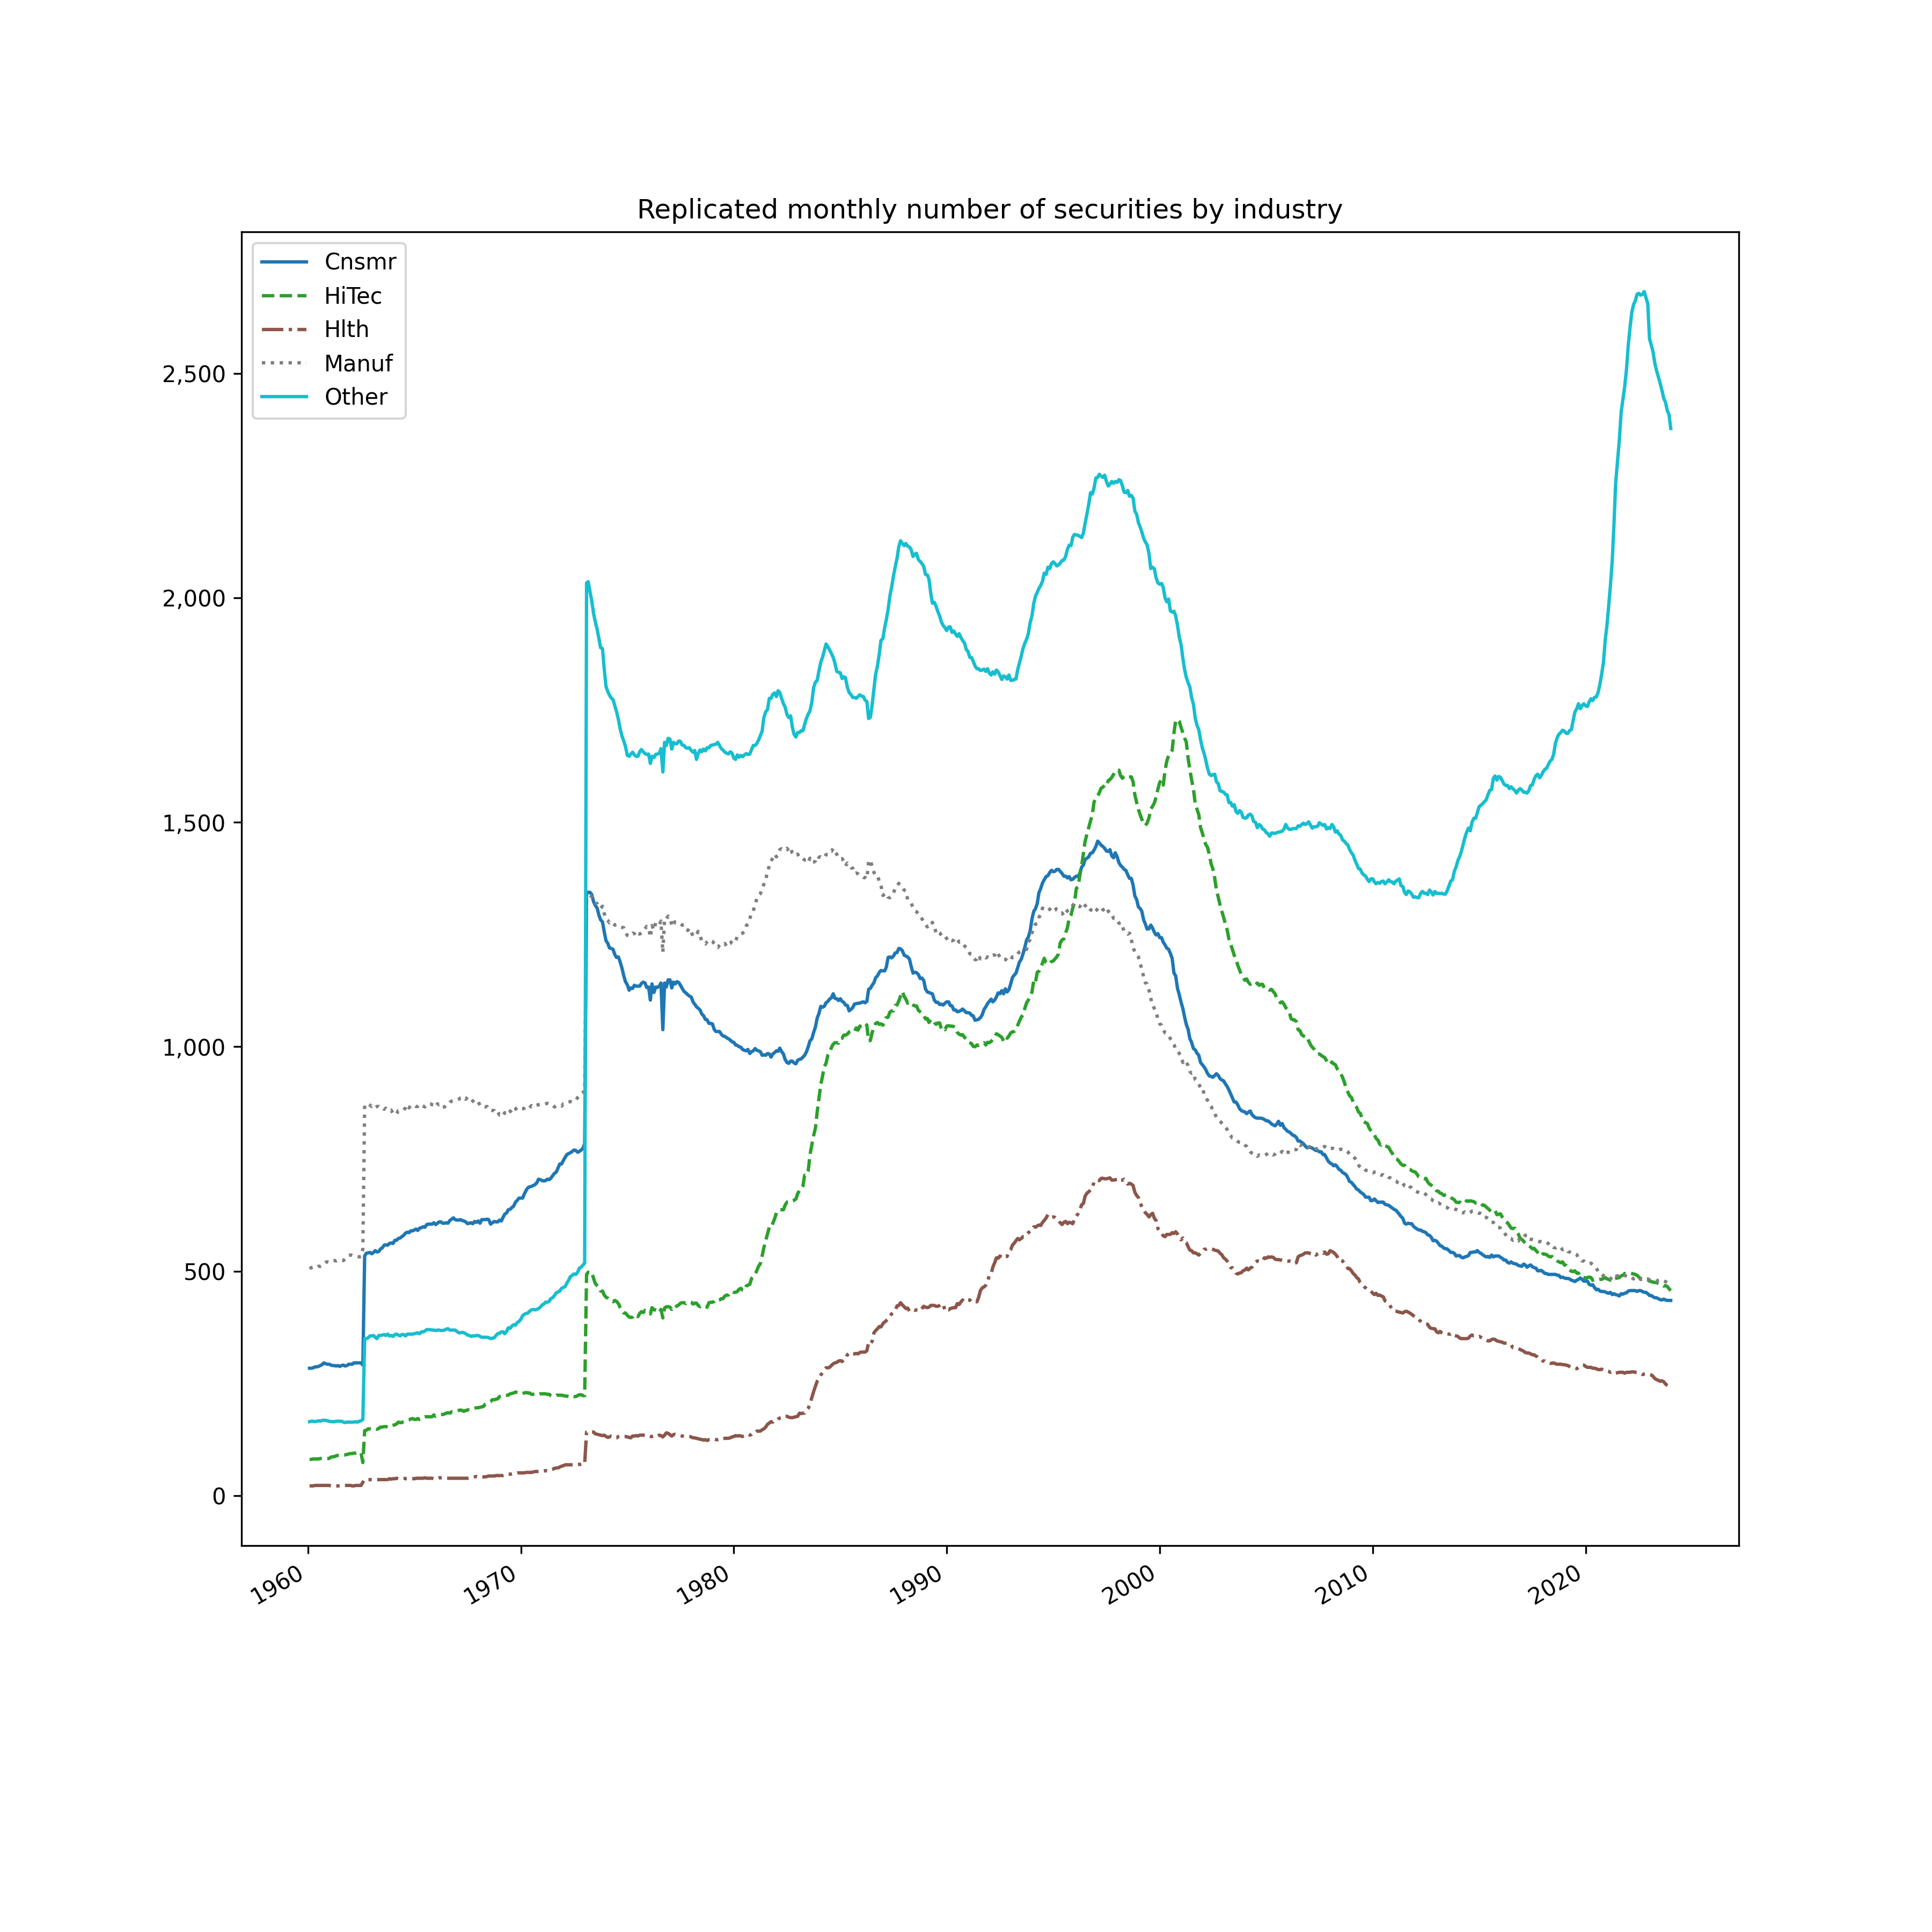 Replicated monthly number of securities by industry
Cnsmr
HiTec
Hlth
Manuf
Other
2,500
2,000
1,500
1,000
500
0
1960
1970
1980
1990
2000
2010
2020